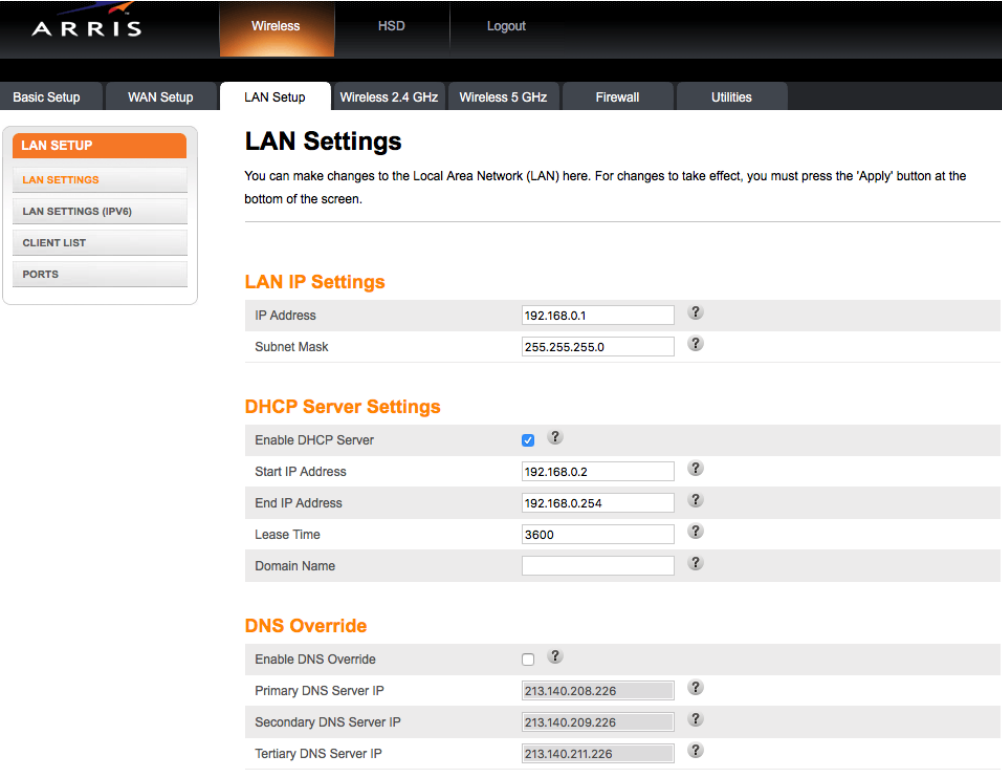 ARRIS
Wireless HSD Logout
Basic Setup WAN Setup LAN Setup Wireless 2.4 GHz Wireless 5 GHz Firewall Utilities
LAN SETUP
LAN SETTINGS
LAN SETTINGS (IPV6)
CLIENT LIST
PORTS
LAN Settings
You can make changes to the Local Area Network (LAN) here. For changes to take effect, you must press the 'Apply' button at the
bottom of the screen.
LAN IP Settings
IP Address 192.168.0.1 ?
Subnet Mask 255.255.255.0 ?
DHCP Server Settings
Enable DHCP Server ?
Start IP Address 192.168.0.2 ?
End IP Address 192.168.0.254 ?
Lease Time 3600 ?
Domain Name ?
DNS Override
Enable DNS Override ?
Primary DNS Server IP 213.140.208.226 ?
Secondary DNS Server IP 213.140.209.226 ?
Tertiary DNS Server IP 213.140.211.226 ?